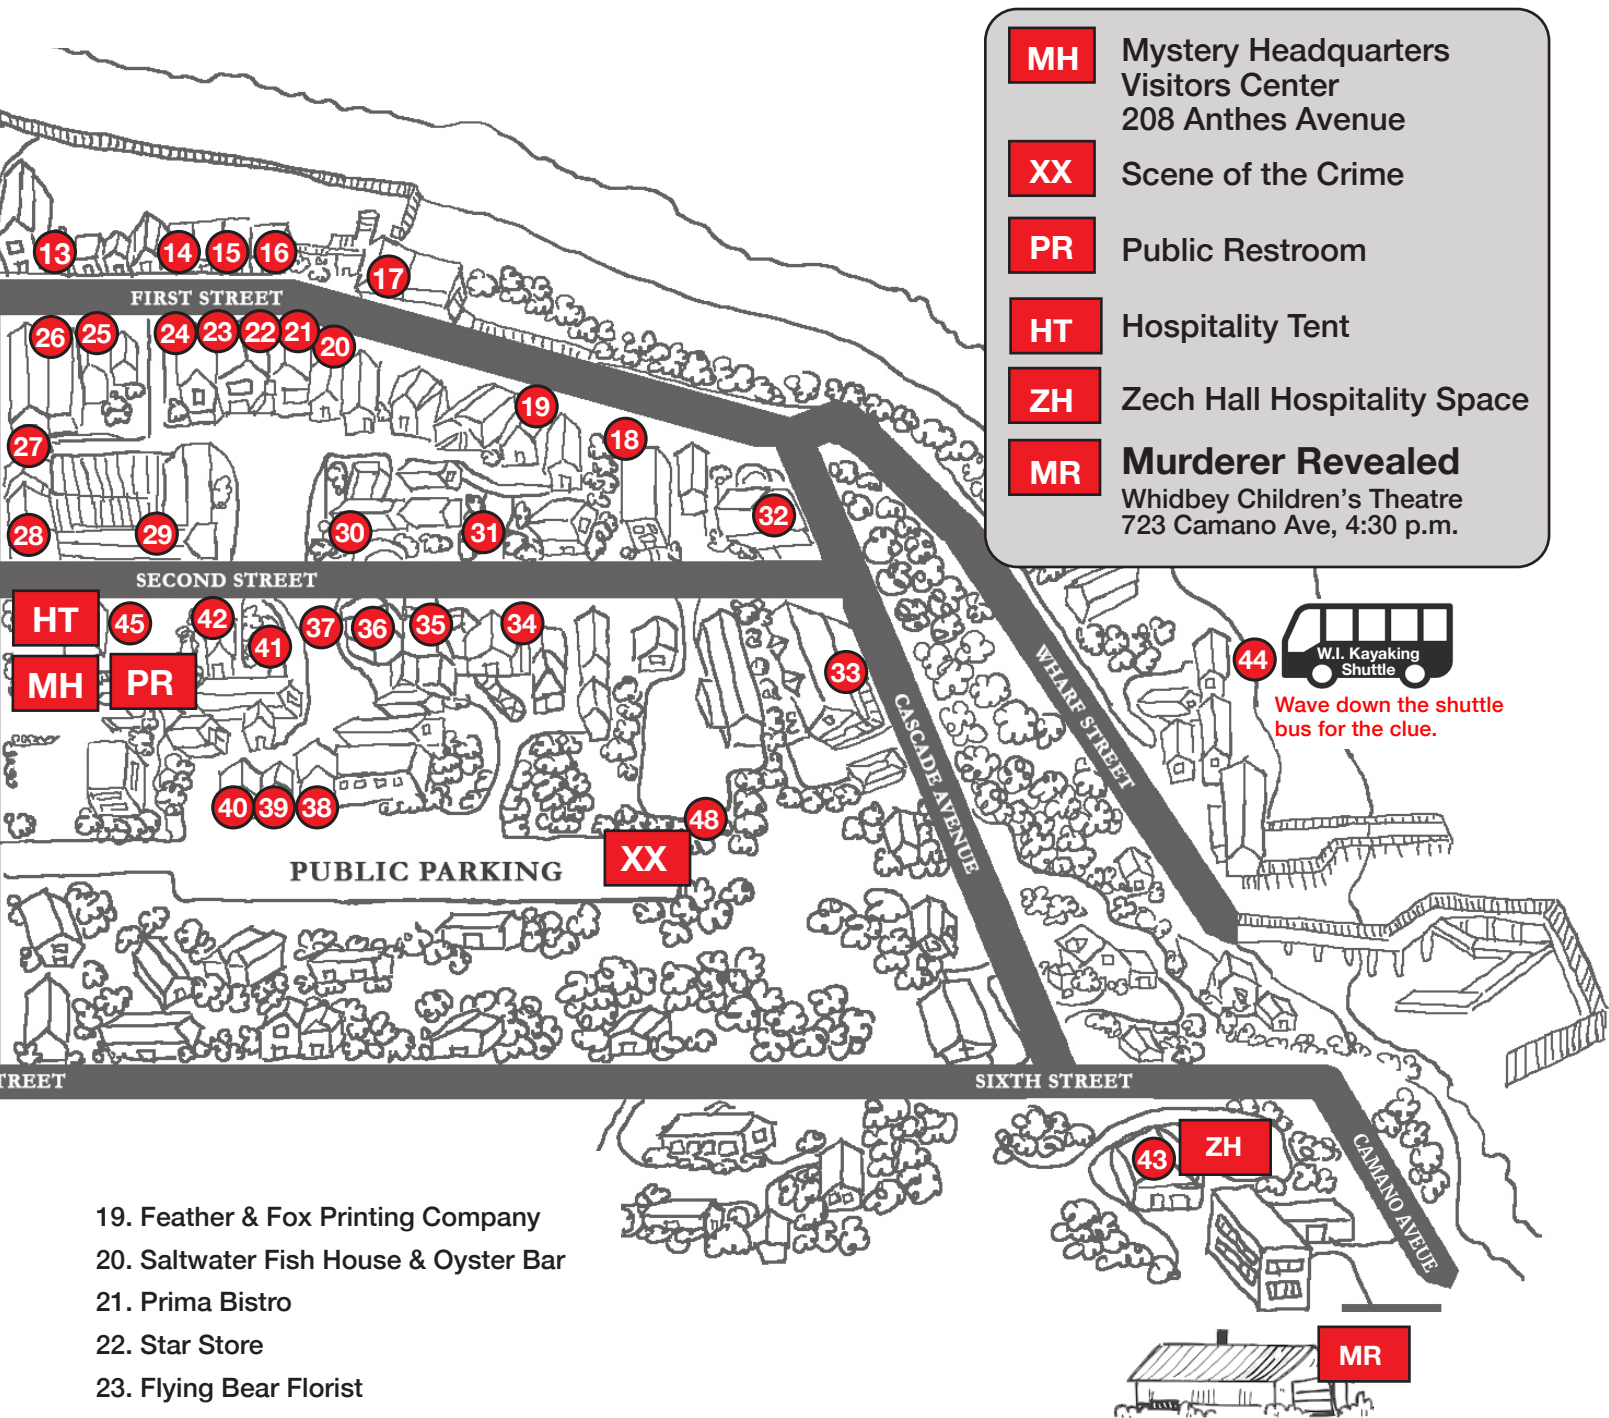 MH
Mystery Headquarters
Visitors Center
208 Anthes Avenue
XX
Scene of the Crime
PR
Public Restroom
HT
Hospitality Tent
ZH
Zech Hall Hospitality Space
MR
Murderer Revealed
Whidbey Children's Theatre
723 Camano Ave, 4:30 p.m.
13
14
15
16
17
FIRST STREET
26
25
24
23
22
21
20
19
18
27
28
29
30
31
32
SECOND STREET
HT
45
42
41
37
36
35
34
33
MH
PR
40
39
38
48
XX
PUBLIC PARKING
CASCADE AVENUE
WHARF STREET
44
W.I. Kayaking
Shuttle
Wave down the shuttle
bus for the clue.
TREET
SIXTH STREET
43
ZH
CAMANO AVEUE
MR
19. Feather & Fox Printing Company
20. Saltwater Fish House & Oyster Bar
21. Prima Bistro
22. Star Store
23. Flying Bear Florist